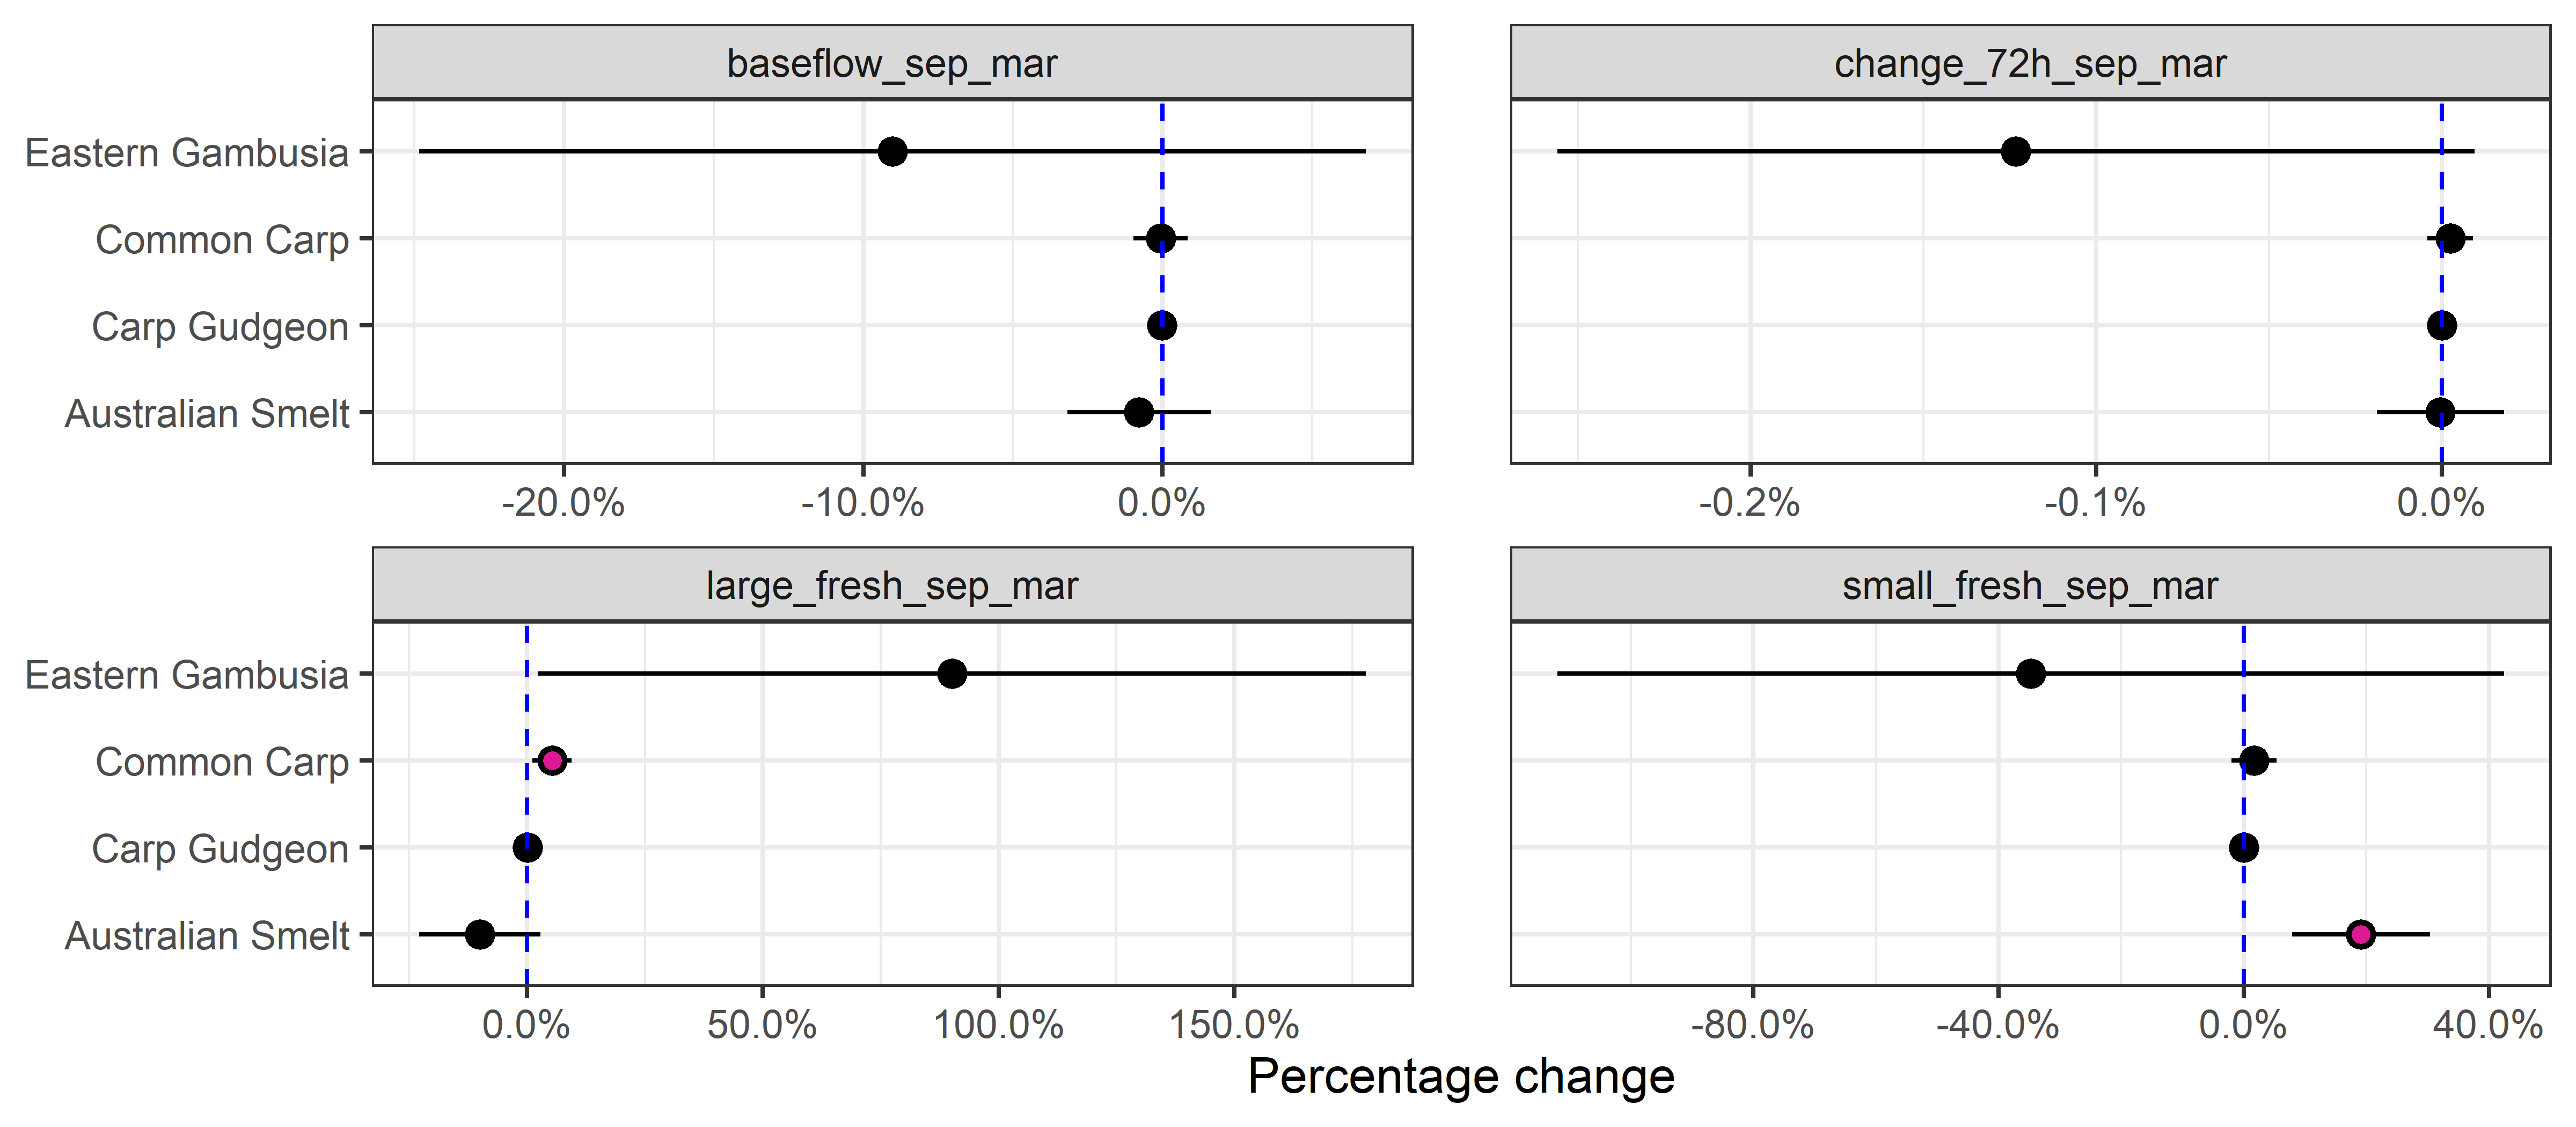 baseflow_sep_mar
change_72h_sep_mar
Eastern Gambusia
Common Carp
Carp Gudgeon
Australian Smelt
-20.0% -10.0% 0.0%
-0.2% -0.1% 0.0%
large_fresh_sep_mar
small_fresh_sep_mar
Eastern Gambusia
Common Carp
Carp Gudgeon
Australian Smelt
0.0% 50.0% 100.0% 150.0%
-80.0% -40.0% 0.0% 40.0%
Percentage change